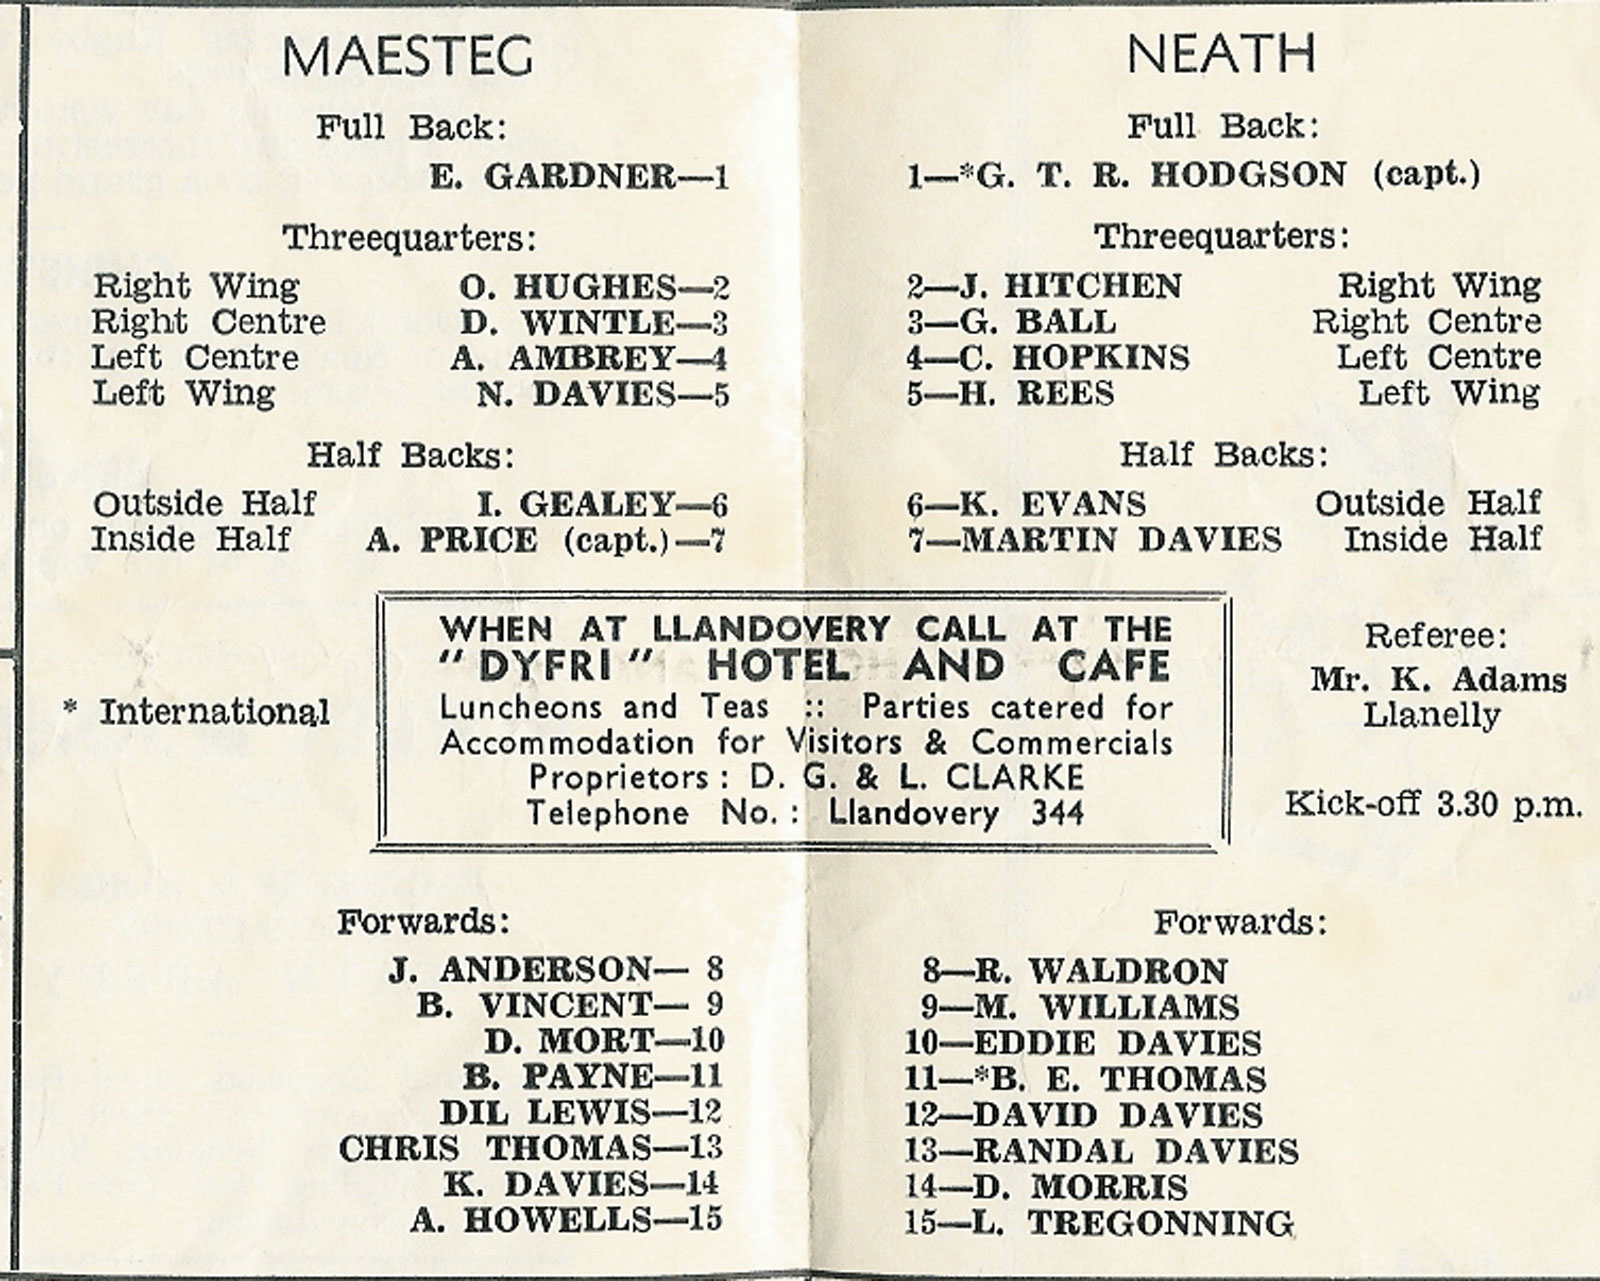 MAESTEG
Full Back:
E. GARDNER—1
Threequarters:
Right Wing O. HUGHES—2
Right Centre D. WINTLE—3
Left Centre A. AMBREY—4
Left Wing N. DAVIES—5
Half Backs:
Outside Half I. GEALEY—6
Inside Half A. PRICE (capt.)—7
NEATH
Full Back:
1—*G. T. R. HODGSON (capt.)
Threequarters:
2—J. HITCHEN Right Wing
3—G. BALL Right Centre
4—C. HOPKINS Left Centre
5—H. REES Left Wing
Half Backs:
6—K. EVANS Outside Half
7—MARTIN DAVIES Inside Half
* International
WHEN AT LLANDOVERY CALL AT THE
"DYFRI" HOTEL AND CAFE
Luncheons and Teas :: Parties catered for
Accommodation for Visitors & Commercials
Proprietors: D. G. & L. CLARKE
Telephone No.: Llandovery 344
Referee:
Mr. K. Adams
Llanelly
Kick-off 3.30 p.m.
Forwards:
J. ANDERSON— 8
B. VINCENT— 9
D. MORT—10
B. PAYNE—11
DIL LEWIS—12
CHRIS THOMAS—13
K. DAVIES—14
A. HOWELLS—15
Forwards:
8—R. WALDRON
9—M. WILLIAMS
10—EDDIE DAVIES
11—*B. E. THOMAS
12—DAVID DAVIES
13—RANDAL DAVIES
14—D. MORRIS
15—L. TREGONNING